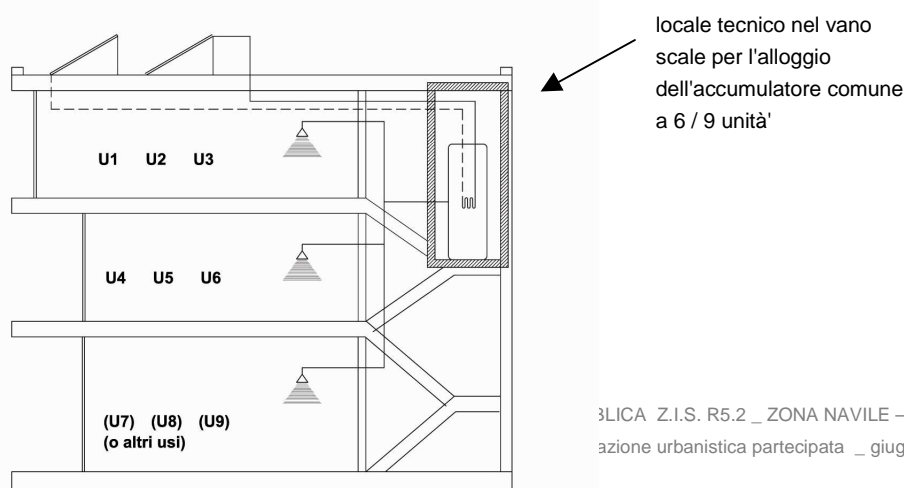 locale tecnico nel vano
scale per l'alloggio
dell'accumulatore comune
a 6 / 9 unità'
U1 U2 U3
U4 U5 U6
(U7) (U8) (U9)
(o altri usi)
Z.I.S. R5.2 _ ZONA NAVILE –
urbanistica partecipata _